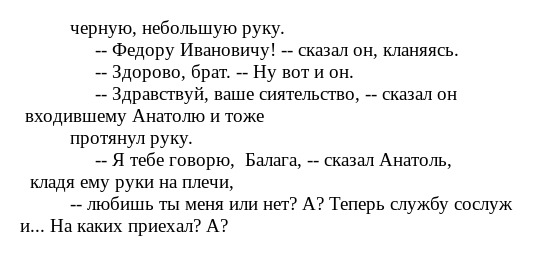 черную, небольшую руку.
-- Федору Ивановичу! -- сказал он, кланяясь.
-- Здорово, брат. -- Ну вот и он.
-- Здравствуй, ваше сиятельство, -- сказал он
входившему Анатолю и тоже
протянул руку.
-- Я тебе говорю,  Балага, -- сказал Анатоль,
кладя ему руки на плечи,
-- любишь ты меня или нет? А? Теперь службу сослуж
и... На каких приехал? А?